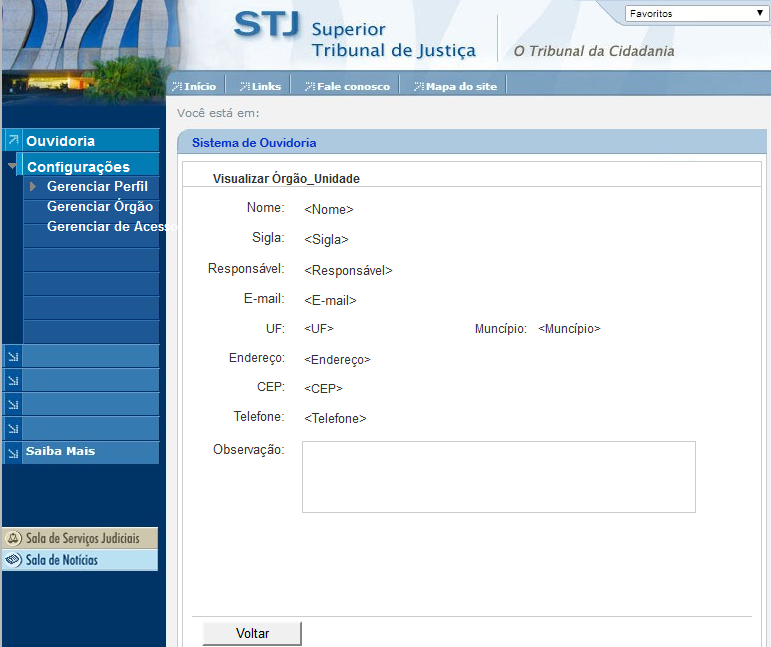 STJ Superior
Tribunal de Justiça
O Tribunal da Cidadania
Favoritos
Início
Links
Fale conosco
Mapa do site
Você está em:
Ouvidoria
Configurações
Gerenciar Perfil
Gerenciar Órgão
Gerenciar de Acesso
Saiba Mais
Sala de Serviços Judiciais
Sala de Notícias
Sistema de Ouvidoria
Visualizar Órgão_Unidade
Nome: <Nome>
Sigla: <Sigla>
Responsável: <Responsável>
E-mail: <E-mail>
UF: <UF> Muncípio: <Muncípio>
Endereço: <Endereço>
CEP: <CEP>
Telefone: <Telefone>
Observação:
Voltar